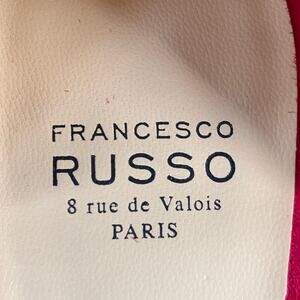 FRANCESCO
RUSSO
8 rue de Valois
PARIS